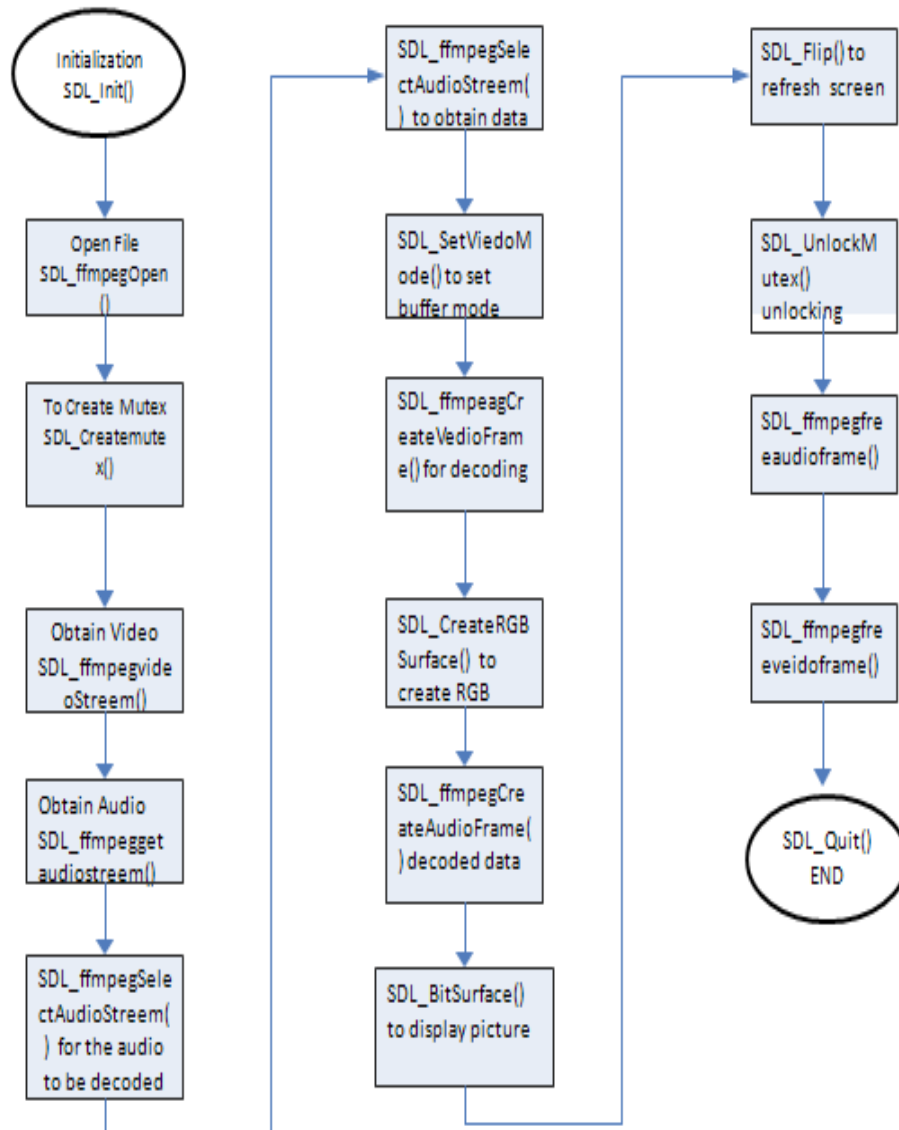 Initialization
SDL_Init()
Open File
SDL_ffmpegOpen
()
To Create Mutex
SDL_Createmute
x()
Obtain Video
SDL_ffmpegvide
oStreem()
Obtain Audio
SDL_ffmpegget
audiostreem()
SDL_ffmpegSele
ctAudioStreem(
) for the audio
to be decoded
SDL_ffmpegSele
ctAudioStreem(
) to obtain data
SDL_SetViedoM
ode() to set
buffer mode
SDL_ffmpeagCr
eateVedioFram
e() for decoding
SDL_CreateRGB
Surface() to
create RGB
SDL_ffmpegCre
ateAudioFrame(
) decoded data
SDL_BitSurface()
to display picture
SDL_Flip() to
refresh screen
SDL_UnlockM
utex()
unlocking
SDL_ffmpegfre
eaudioframe()
SDL_ffmpegfre
eveidoframe()
SDL_Quit()
END